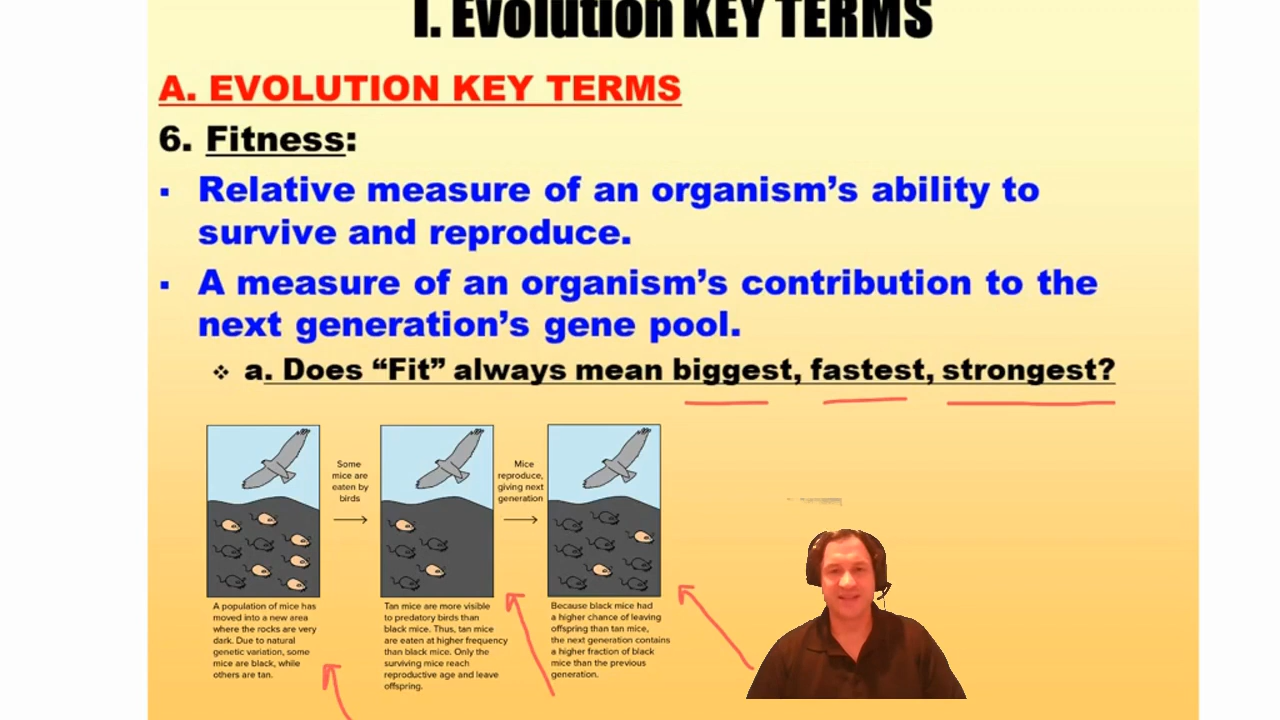 I. Evolution KEY TERMS
A. EVOLUTION KEY TERMS
6. Fitness:
▪ Relative measure of an organism’s ability to
survive and reproduce.
▪ A measure of an organism’s contribution to the
next generation’s gene pool.
❖ a. Does “Fit” always mean biggest, fastest, strongest?
Some
mice are
eaten by
birds
Mice
reproduce,
giving next
generation
A population of mice has
moved into a new area
where the rocks are very
dark. Due to natural
genetic variation, some
mice are black, while
others are tan.
Tan mice are more visible
to predatory birds than
black mice. Thus, tan mice
are eaten at higher frequency
than black mice. Only the
surviving mice reach
reproductive age and leave
offspring.
Because black mice had
a higher chance of leaving
offspring than tan mice,
the next generation contains
a higher fraction of black
mice than the previous
generation.